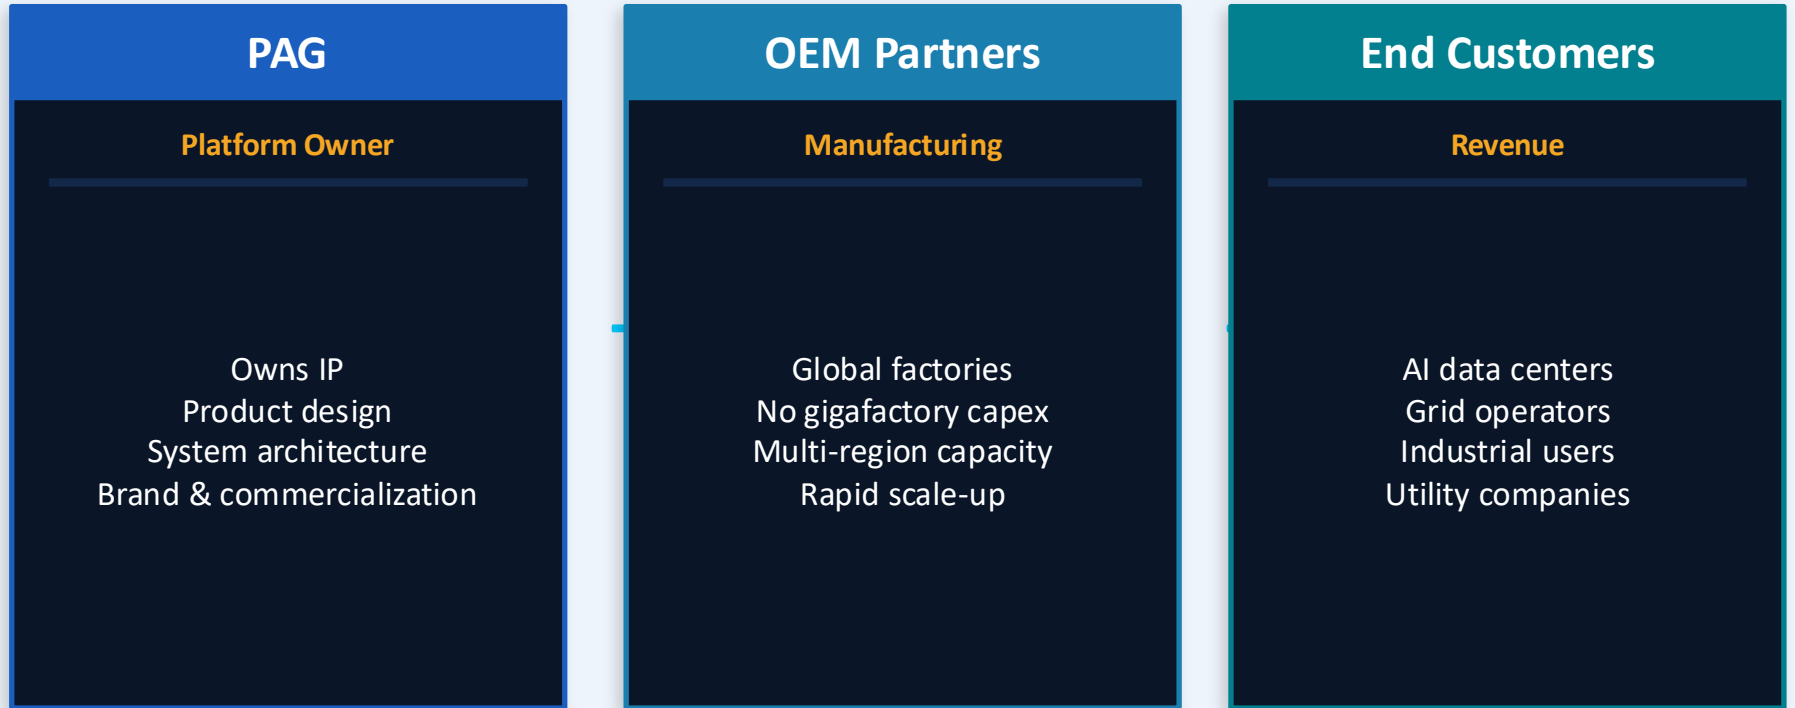 PAG
Platform Owner
Owns IP
Product design
System architecture
Brand & commercialization
OEM Partners
Manufacturing
Global factories
No gigafactory capex
Multi-region capacity
Rapid scale-up
End Customers
Revenue
AI data centers
Grid operators
Industrial users
Utility companies